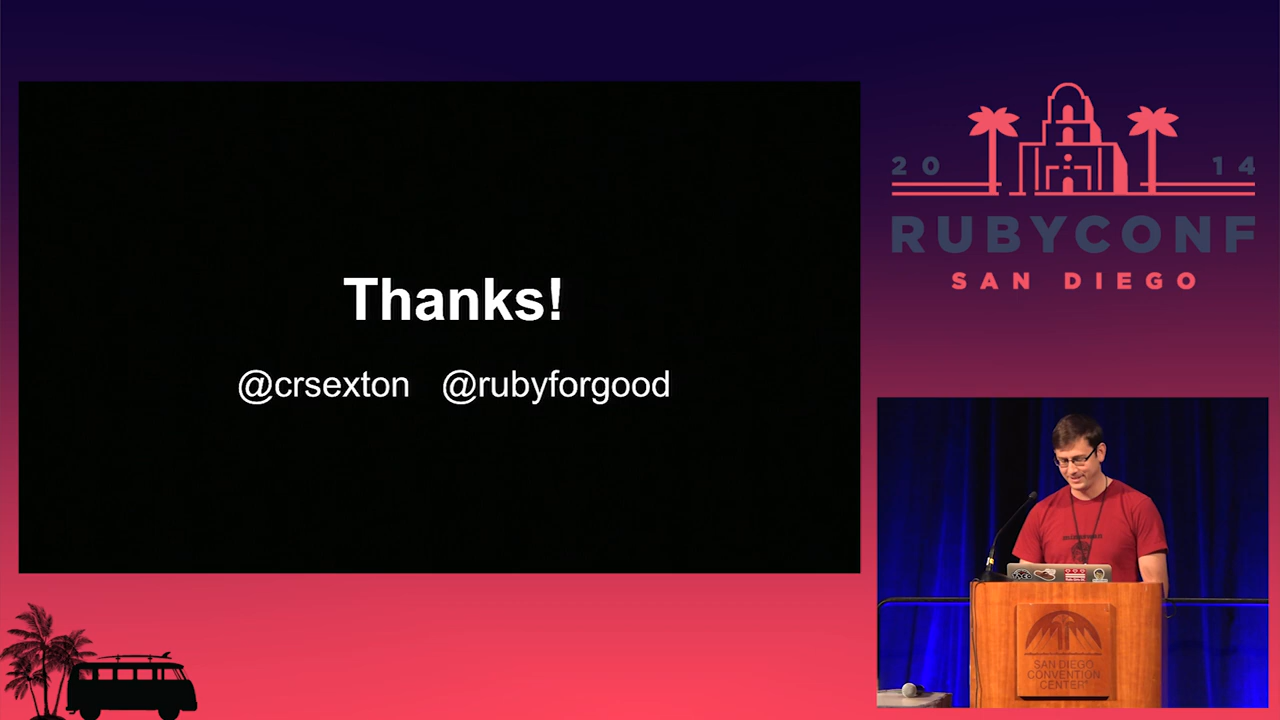 Thanks!
@crsexton @rubyforgood
20 14
RUBYCONF
SAN DIEGO
SAN DIEGO
CONVENTION
CENTER